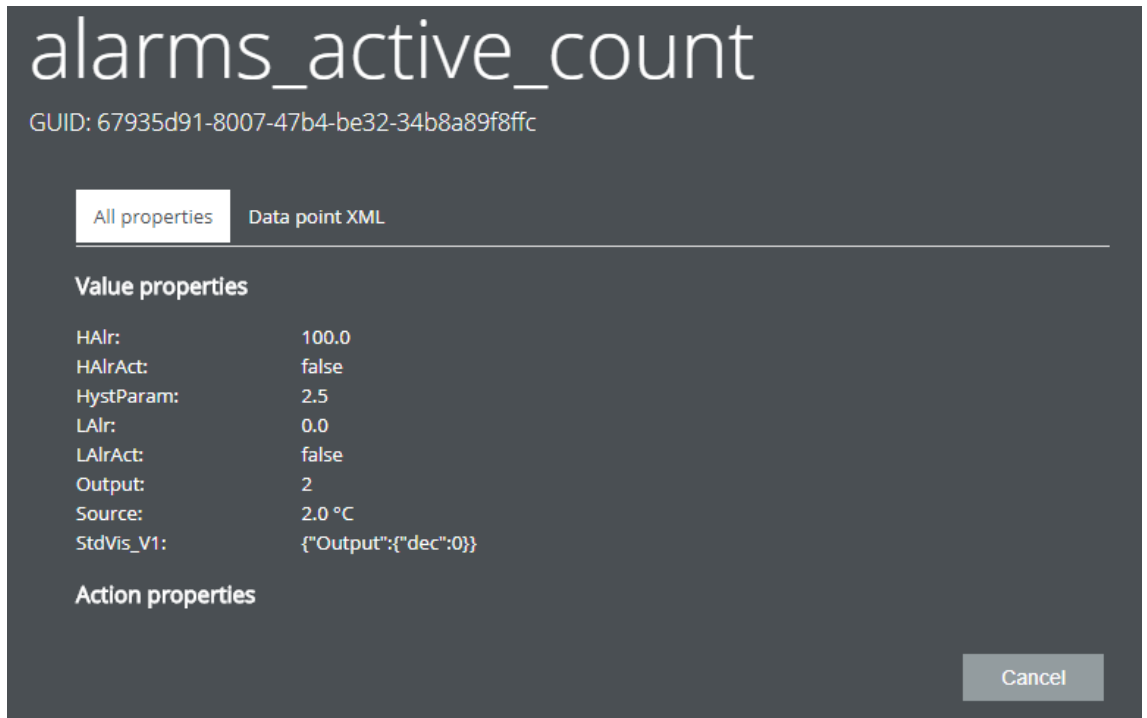 alarms_active_count
GUID: 67935d91-8007-47b4-be32-34b8a89f8ffc
All properties Data point XML
Value properties
HAlr: 100.0
HAlrAct: false
HystParam: 2.5
LAlr: 0.0
LAlrAct: false
Output: 2
Source: 2.0 °C
StdVis_V1: {"Output":{"dec":0}}
Action properties
Cancel